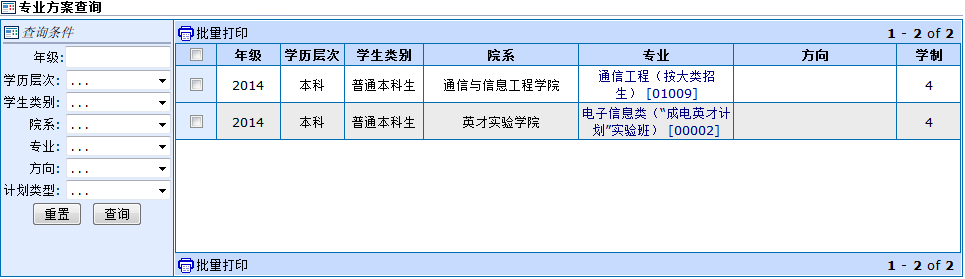 专业方案查询
查询条件
年级:
学历层次: ...
学生类别: ...
院系: ...
专业: ...
方向: ...
计划类型: ...
重置 查询
批量打印 1 - 2 of 2
年级 学历层次 学生类别 院系 专业 方向 学制
2014 本科 普通本科生 通信与信息工程学院 通信工程（按大类招
生） [01009] 4
2014 本科 普通本科生 英才实验学院 电子信息类（“成电英才计
划”实验班） [00002] 4
批量打印 1 - 2 of 2